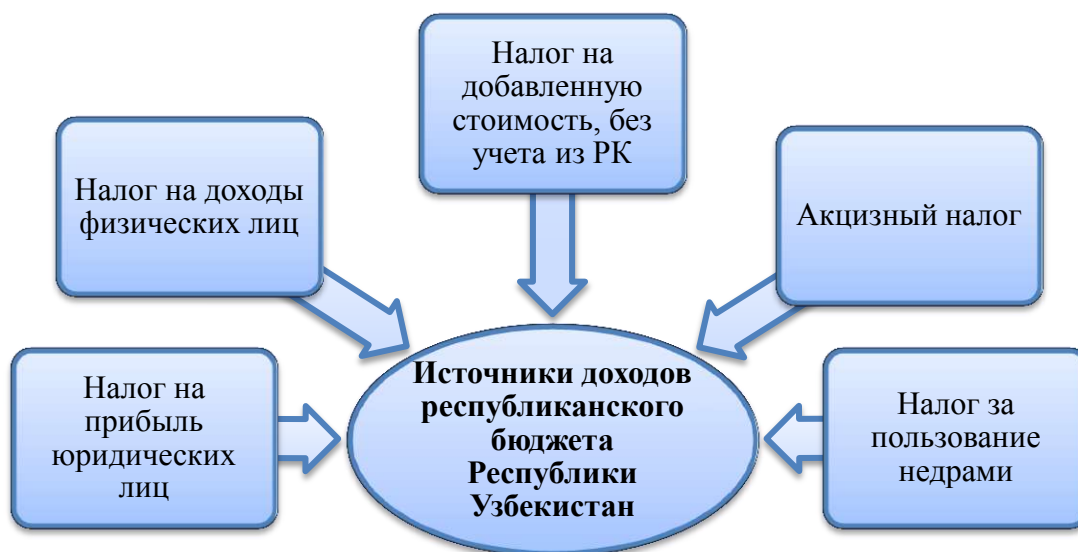 Налог на
добавленную
стоимость, без
учета из РК
Налог на доходы
физических лиц
Акцизный налог
Налог на
прибыль
юридических
лиц
Источники доходов
республиканского
бюджета
Республики
Узбекистан
Налог за
пользование
недрами